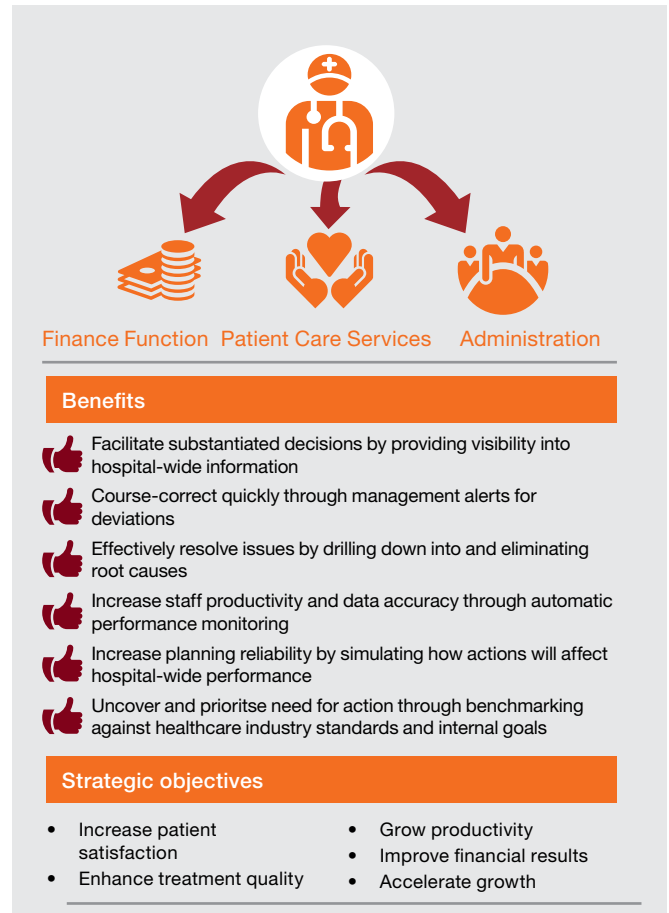 Finance Function Patient Care Services Administration
Benefits
Facilitate substantiated decisions by providing visibility into
hospital-wide information
Course-correct quickly through management alerts for
deviations
Effectively resolve issues by drilling down into and eliminating
root causes
Increase staff productivity and data accuracy through automatic
performance monitoring
Increase planning reliability by simulating how actions will affect
hospital-wide performance
Uncover and prioritse need for action through benchmarking
against healthcare industry standards and internal goals
Strategic objectives
• Increase patient
satisfaction
• Enhance treatment quality
• Grow productivity
• Improve financial results
• Accelerate growth